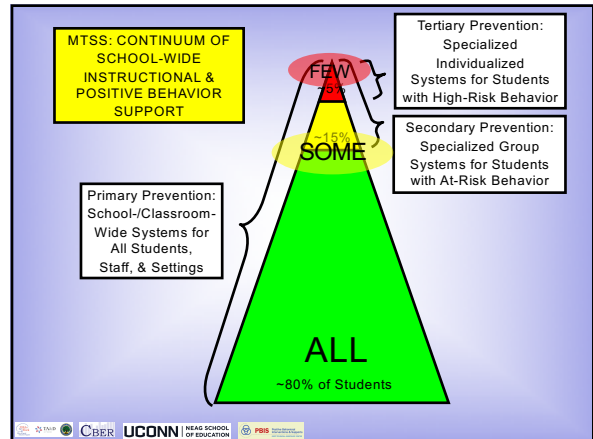 MTSS: CONTINUUM OF
SCHOOL-WIDE
INSTRUCTIONAL &
POSITIVE BEHAVIOR
SUPPORT
Tertiary Prevention:
Specialized
Individualized
Systems for Students
with High-Risk Behavior
FEW
~5%
Secondary Prevention:
Specialized Group
Systems for Students
with At-Risk Behavior
~15%
SOME
Primary Prevention:
School-/Classroom-
Wide Systems for
All Students,
Staff, & Settings
ALL
~80% of Students
CBER
UCONN
NEAG SCHOOL
OF EDUCATION
PBIS